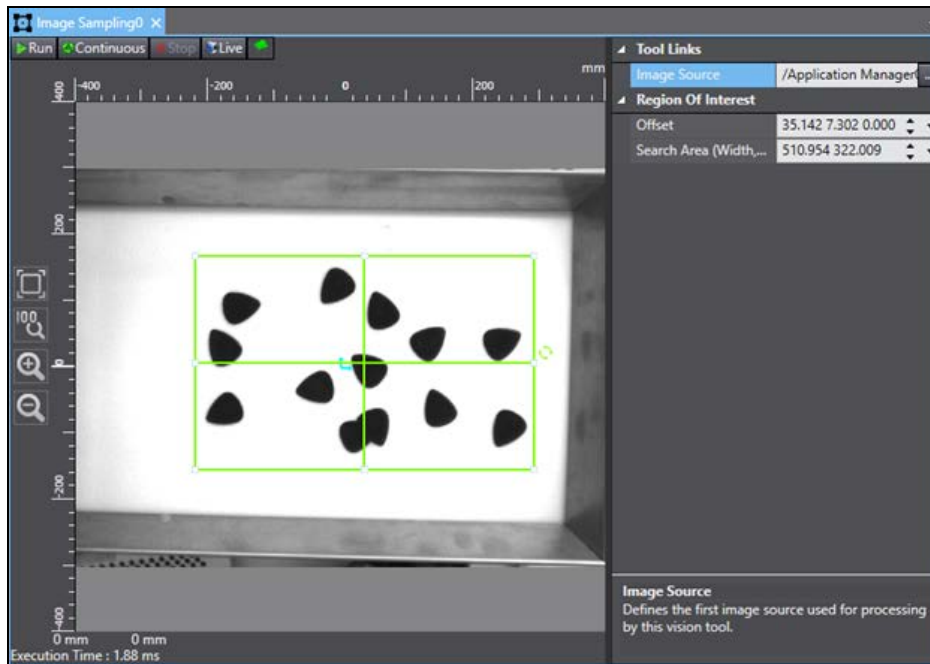 Image Sampling0
Run Continuous Stop Live
mm
400 -400 -200 0 200
200
0
-200
-400
100
0 mm 0 mm
Execution Time : 1.88 ms
Tool Links
Image Source /Application Manager
Region Of Interest
Offset 35.142 7.302 0.000
Search Area (Width,... 510.954 322.009
Image Source
Defines the first image source used for processing
by this vision tool.